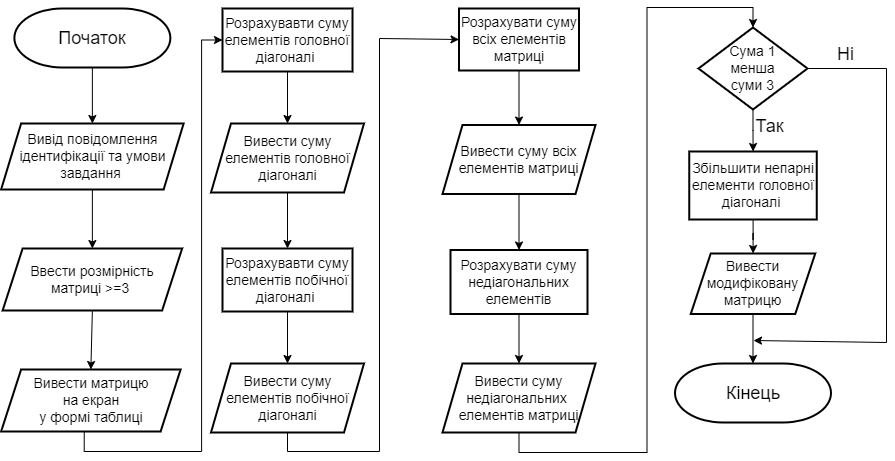 Початок
Вивід повідомлення
ідентифікації та умови
завдання
Ввести розмірність
матриці >=3
Вивести матрицю
на екран
у формі таблиці
Розрахувавти суму
елементів головної
діагоналі
Вивести суму
елементів головної
діагоналі
Розрахувавти суму
елементів побічної
діагоналі
Вивести суму
елементів побічної
діагоналі
Розрахувати суму
всіх елементів
матриці
Вивести суму всіх
елементів матриці
Розрахувати суму
недіагональних
елементів
Вивести суму
недіагональних
елементів матриці
Сума 1
менша
суми 3
Ні
Так
Збільшити непарні
елементи головної
діагоналі
Вивести
модифіковану
матрицю
Кінець